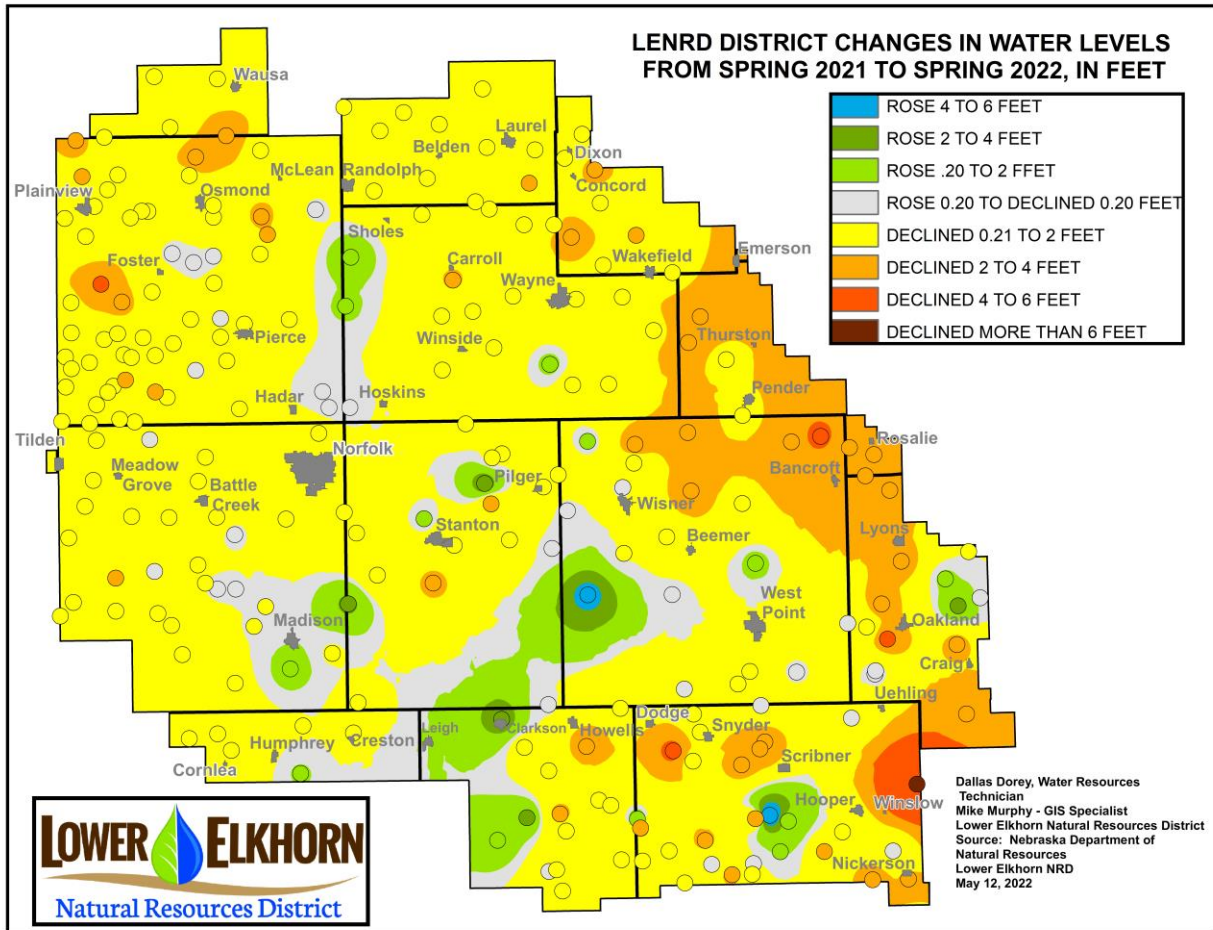 LENRD DISTRICT CHANGES IN WATER LEVELS
FROM SPRING 2021 TO SPRING 2022, IN FEET
ROSE 4 TO 6 FEET
ROSE 2 TO 4 FEET
ROSE .20 TO 2 FFET
ROSE 0.20 TO DECLINED 0.20 FEET
DECLINED 0.21 TO 2 FEET
DECLINED 2 TO 4 FEET
DECLINED 4 TO 6 FEET
DECLINED MORE THAN 6 FEET
Wausa
Laurel
Belden
Dixon
McLean
Randolph
Concord
Plainview
Osmond
Sholes
Emerson
Foster
Carroll
Wakefield
Wayne
Pierce
Winside
Thurston
Hadar
Hoskins
Pender
Tilden
Norfolk
Rosalie
Meadow
Grove
Pilger
Bancroft
Battle
Creek
Wisner
Stanton
Beemer
Lyons
West
Point
Madison
Oakland
Craig
Uehling
Dodge
Leigh
Clarkson
Howells
Snyder
Humphrey
Creston
Cornlea
Scribner
Hooper
Winslow
Nickerson
Dallas Dorey, Water Resources
Technician
Mike Murphy - GIS Specialist
Lower Elkhorn Natural Resources District
Source: Nebraska Department of
Natural Resources
Lower Elkhorn NRD
May 12, 2022
LOWER ELKHORN
Natural Resources District